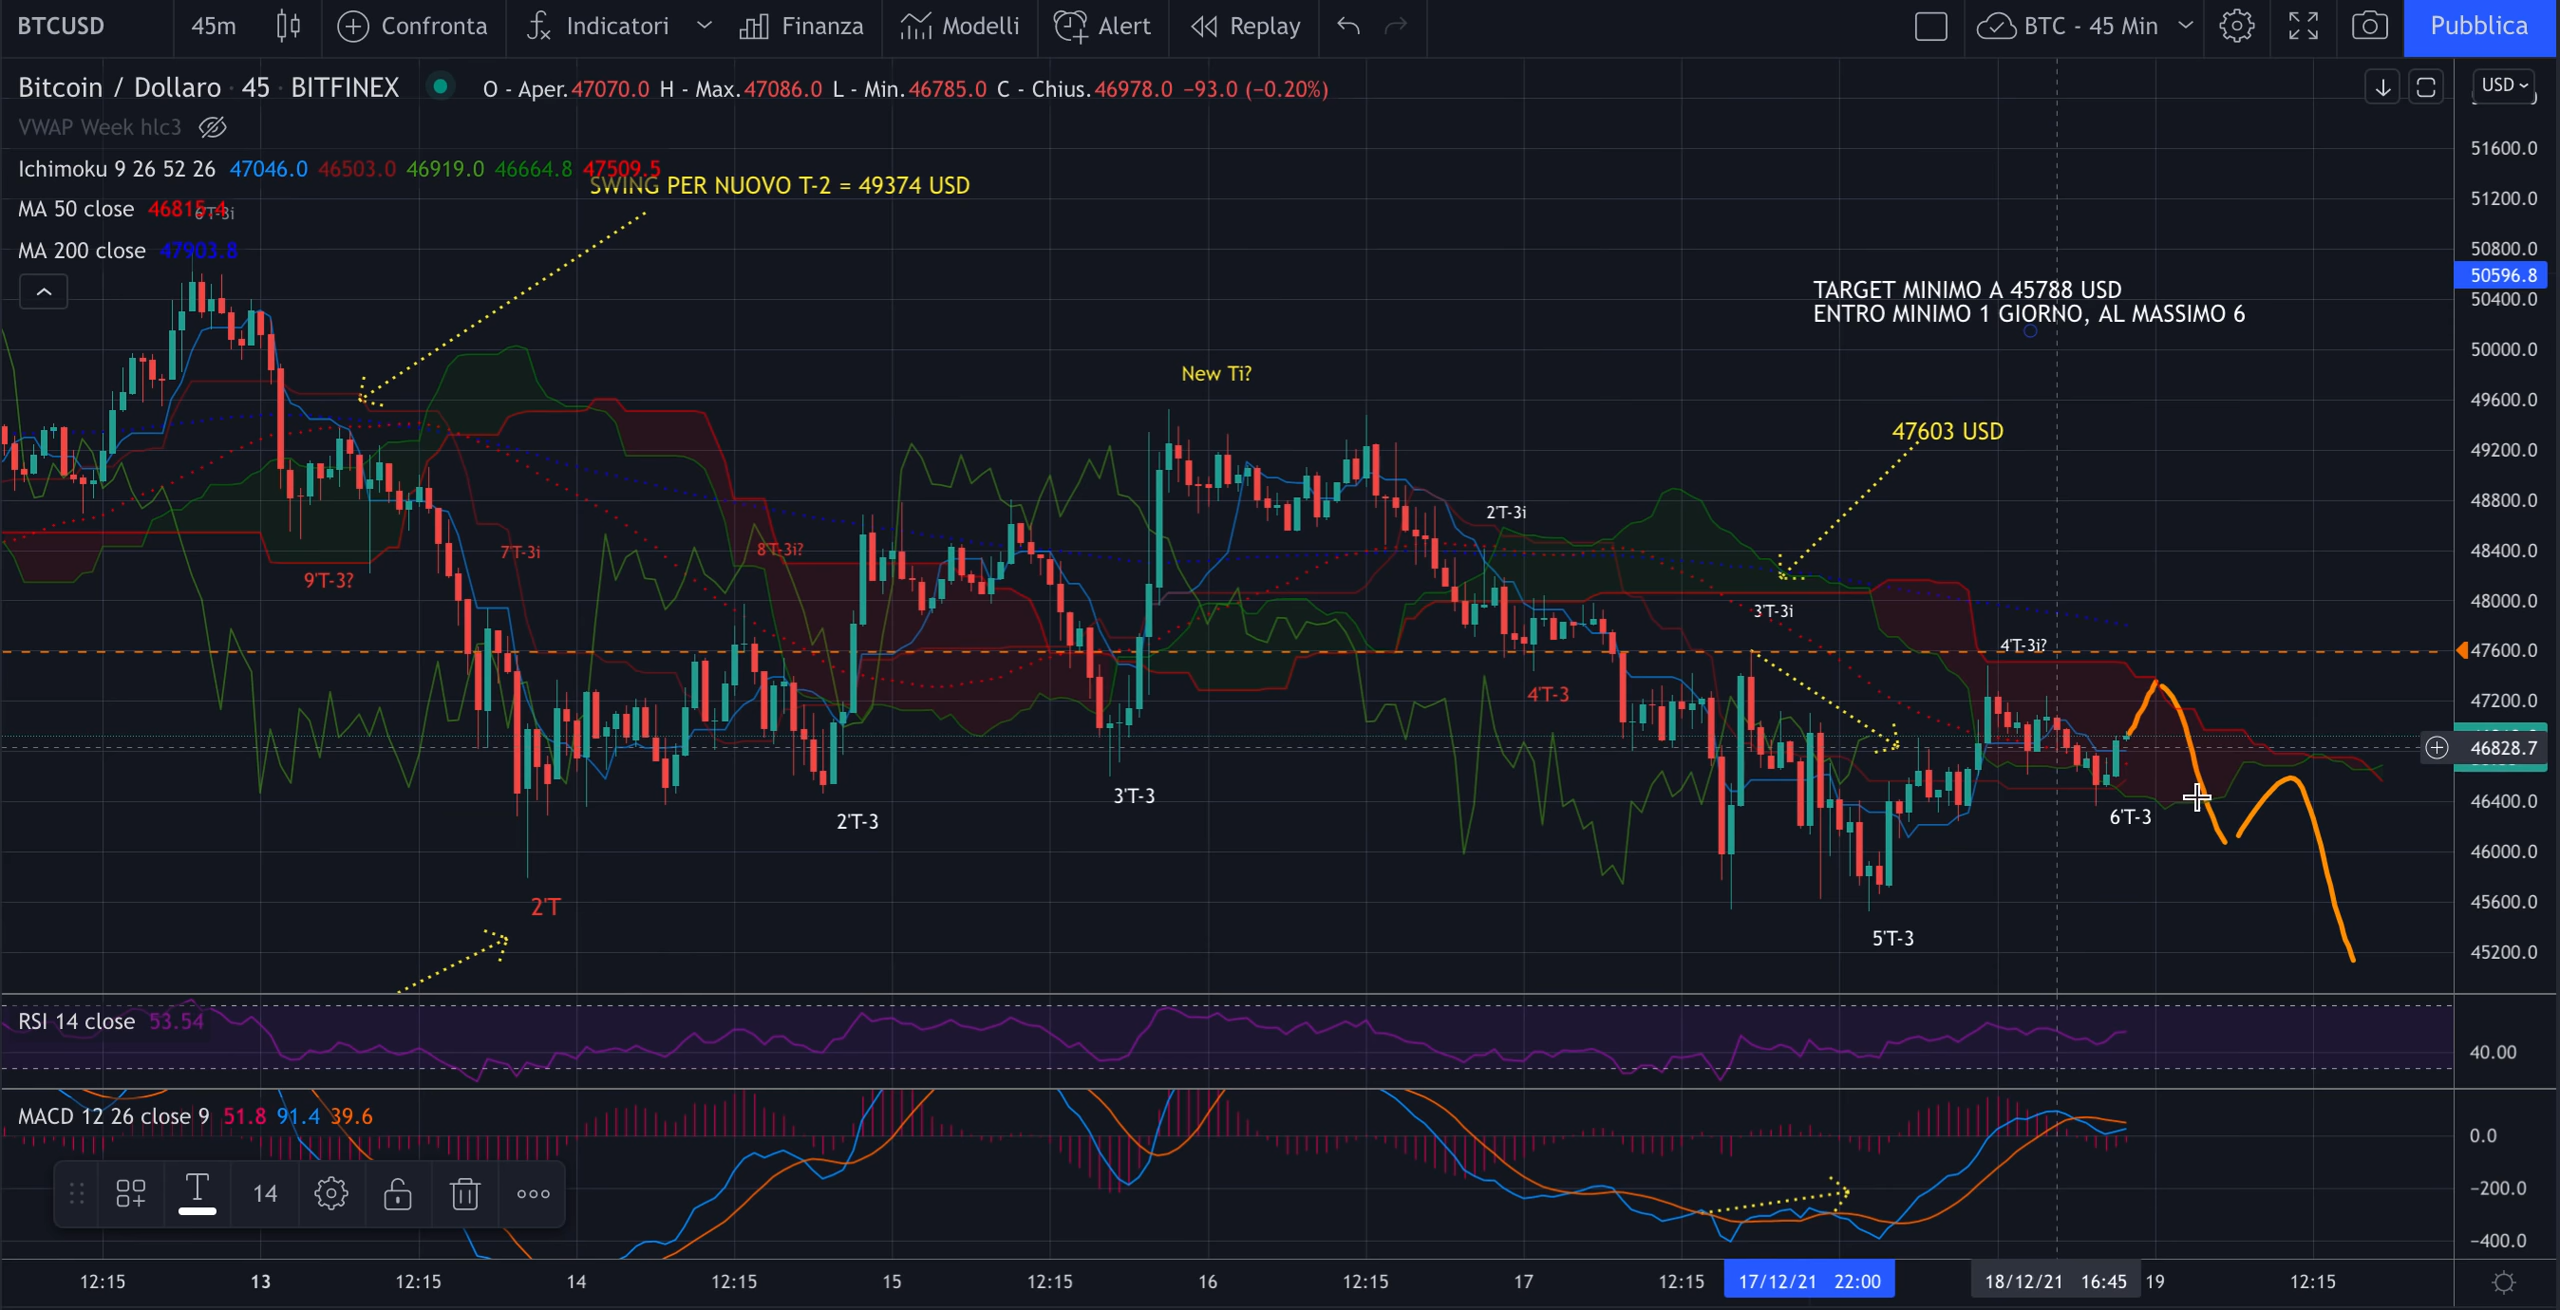 BTCUSD 45m Confronta Indicatori Finanza Modelli Alert Replay BTC - 45 Min Pubblica
Bitcoin / Dollaro · 45 · BITFINEX O - Aper.47070.0 H - Max.47086.0 L - Min.46785.0 C - Chius.46978.0 −93.0 (−0.20%)
USD
VWAP Week hlc3
Ichimoku 9 26 52 26 47046.0 46503.0 46919.0 46664.8 47509.5
SWING PER NUOVO T-2 = 49374 USD
MA 50 close 46815.4
6'T-3i
MA 200 close 47903.8
TARGET MINIMO A 45788 USD
ENTRO MINIMO 1 GIORNO, AL MASSIMO 6
New Ti?
47603 USD
2'T-3i
7'T-3i
8'T-3i?
9'T-3?
3'T-3i
4'T-3i?
4'T-3
3'T-3
2'T-3
6'T-3
2'T
5'T-3
51600.0
51200.0
50800.0
50596.8
50400.0
50000.0
49600.0
49200.0
48800.0
48400.0
48000.0
47600.0
47200.0
46828.7
46400.0
46000.0
45600.0
45200.0
RSI 14 close 53.54
40.00
MACD 12 26 close 9 51.8 91.4 39.6
0.0
−200.0
−400.0
T 14
12:15 13 12:15 14 12:15 15 12:15 16 12:15 17 12:15 17/12/21 22:00 18/12/21 16:45 19 12:15